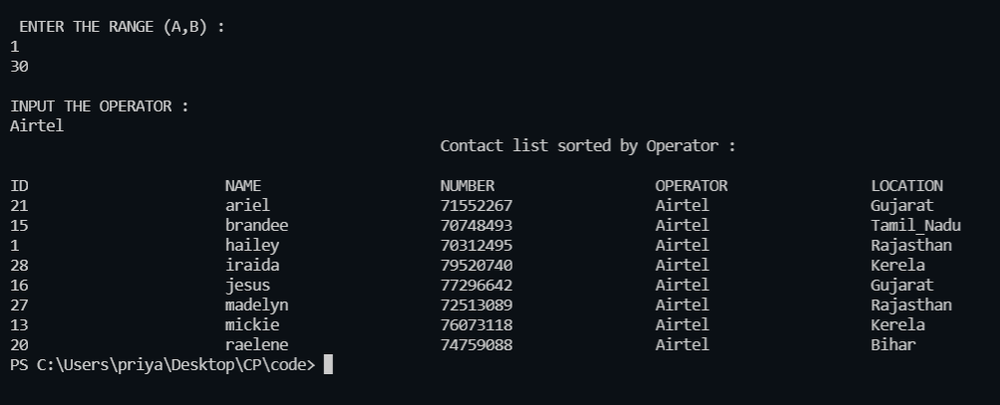 ENTER THE RANGE (A,B) :
1
30
INPUT THE OPERATOR :
Airtel
Contact list sorted by Operator :
ID NAME NUMBER OPERATOR LOCATION
21 ariel 71552267 Airtel Gujarat
15 brandee 70748493 Airtel Tamil_Nadu
1 hailey 70312495 Airtel Rajasthan
28 iraida 79520740 Airtel Kerela
16 jesus 77296642 Airtel Gujarat
27 madelyn 72513089 Airtel Rajasthan
13 mickie 76073118 Airtel Kerela
20 raelene 74759088 Airtel Bihar
PS C:\Users\priya\Desktop\CP\code>